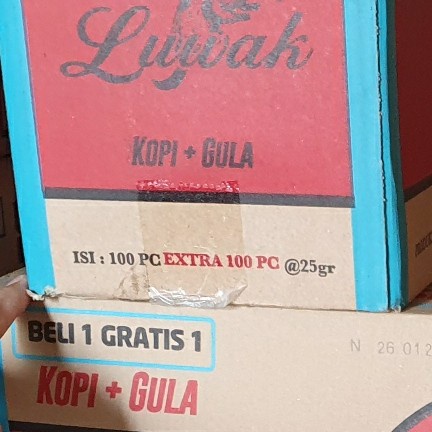 Luwak
KOPI + GULA
ISI : 100 PC EXTRA 100 PC @25gr
BELI 1 GRATIS 1
N 26 012
KOPI + GULA